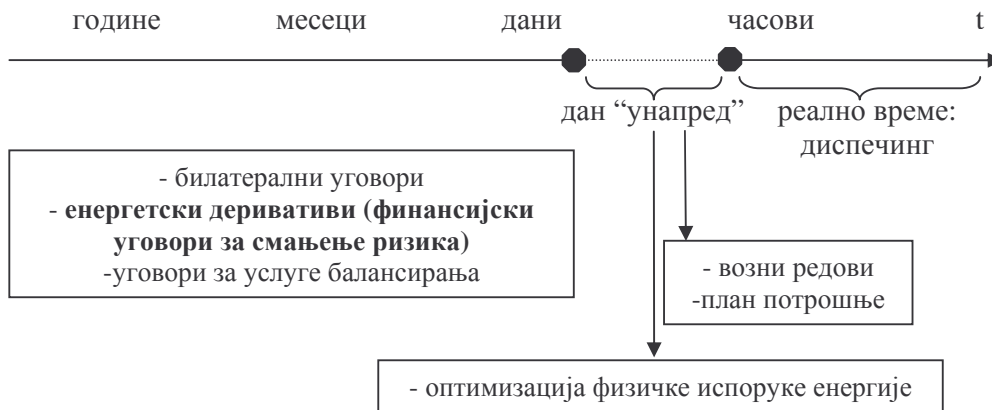 године месеци дани часови t
дан “унапред” реално време:
диспечинг
- билатерални уговори
- енергетски деривативи (финансијски
уговори за смањење ризика)
-уговори за услуге балансирања
- возни редови
-план потрошње
- оптимизација физичке испоруке енергије